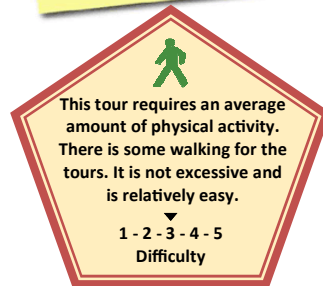 This tour requires an average
amount of physical activity.
There is some walking for the
tours. It is not excessive and
is relatively easy.
1 - 2 - 3 - 4 - 5
Difficulty